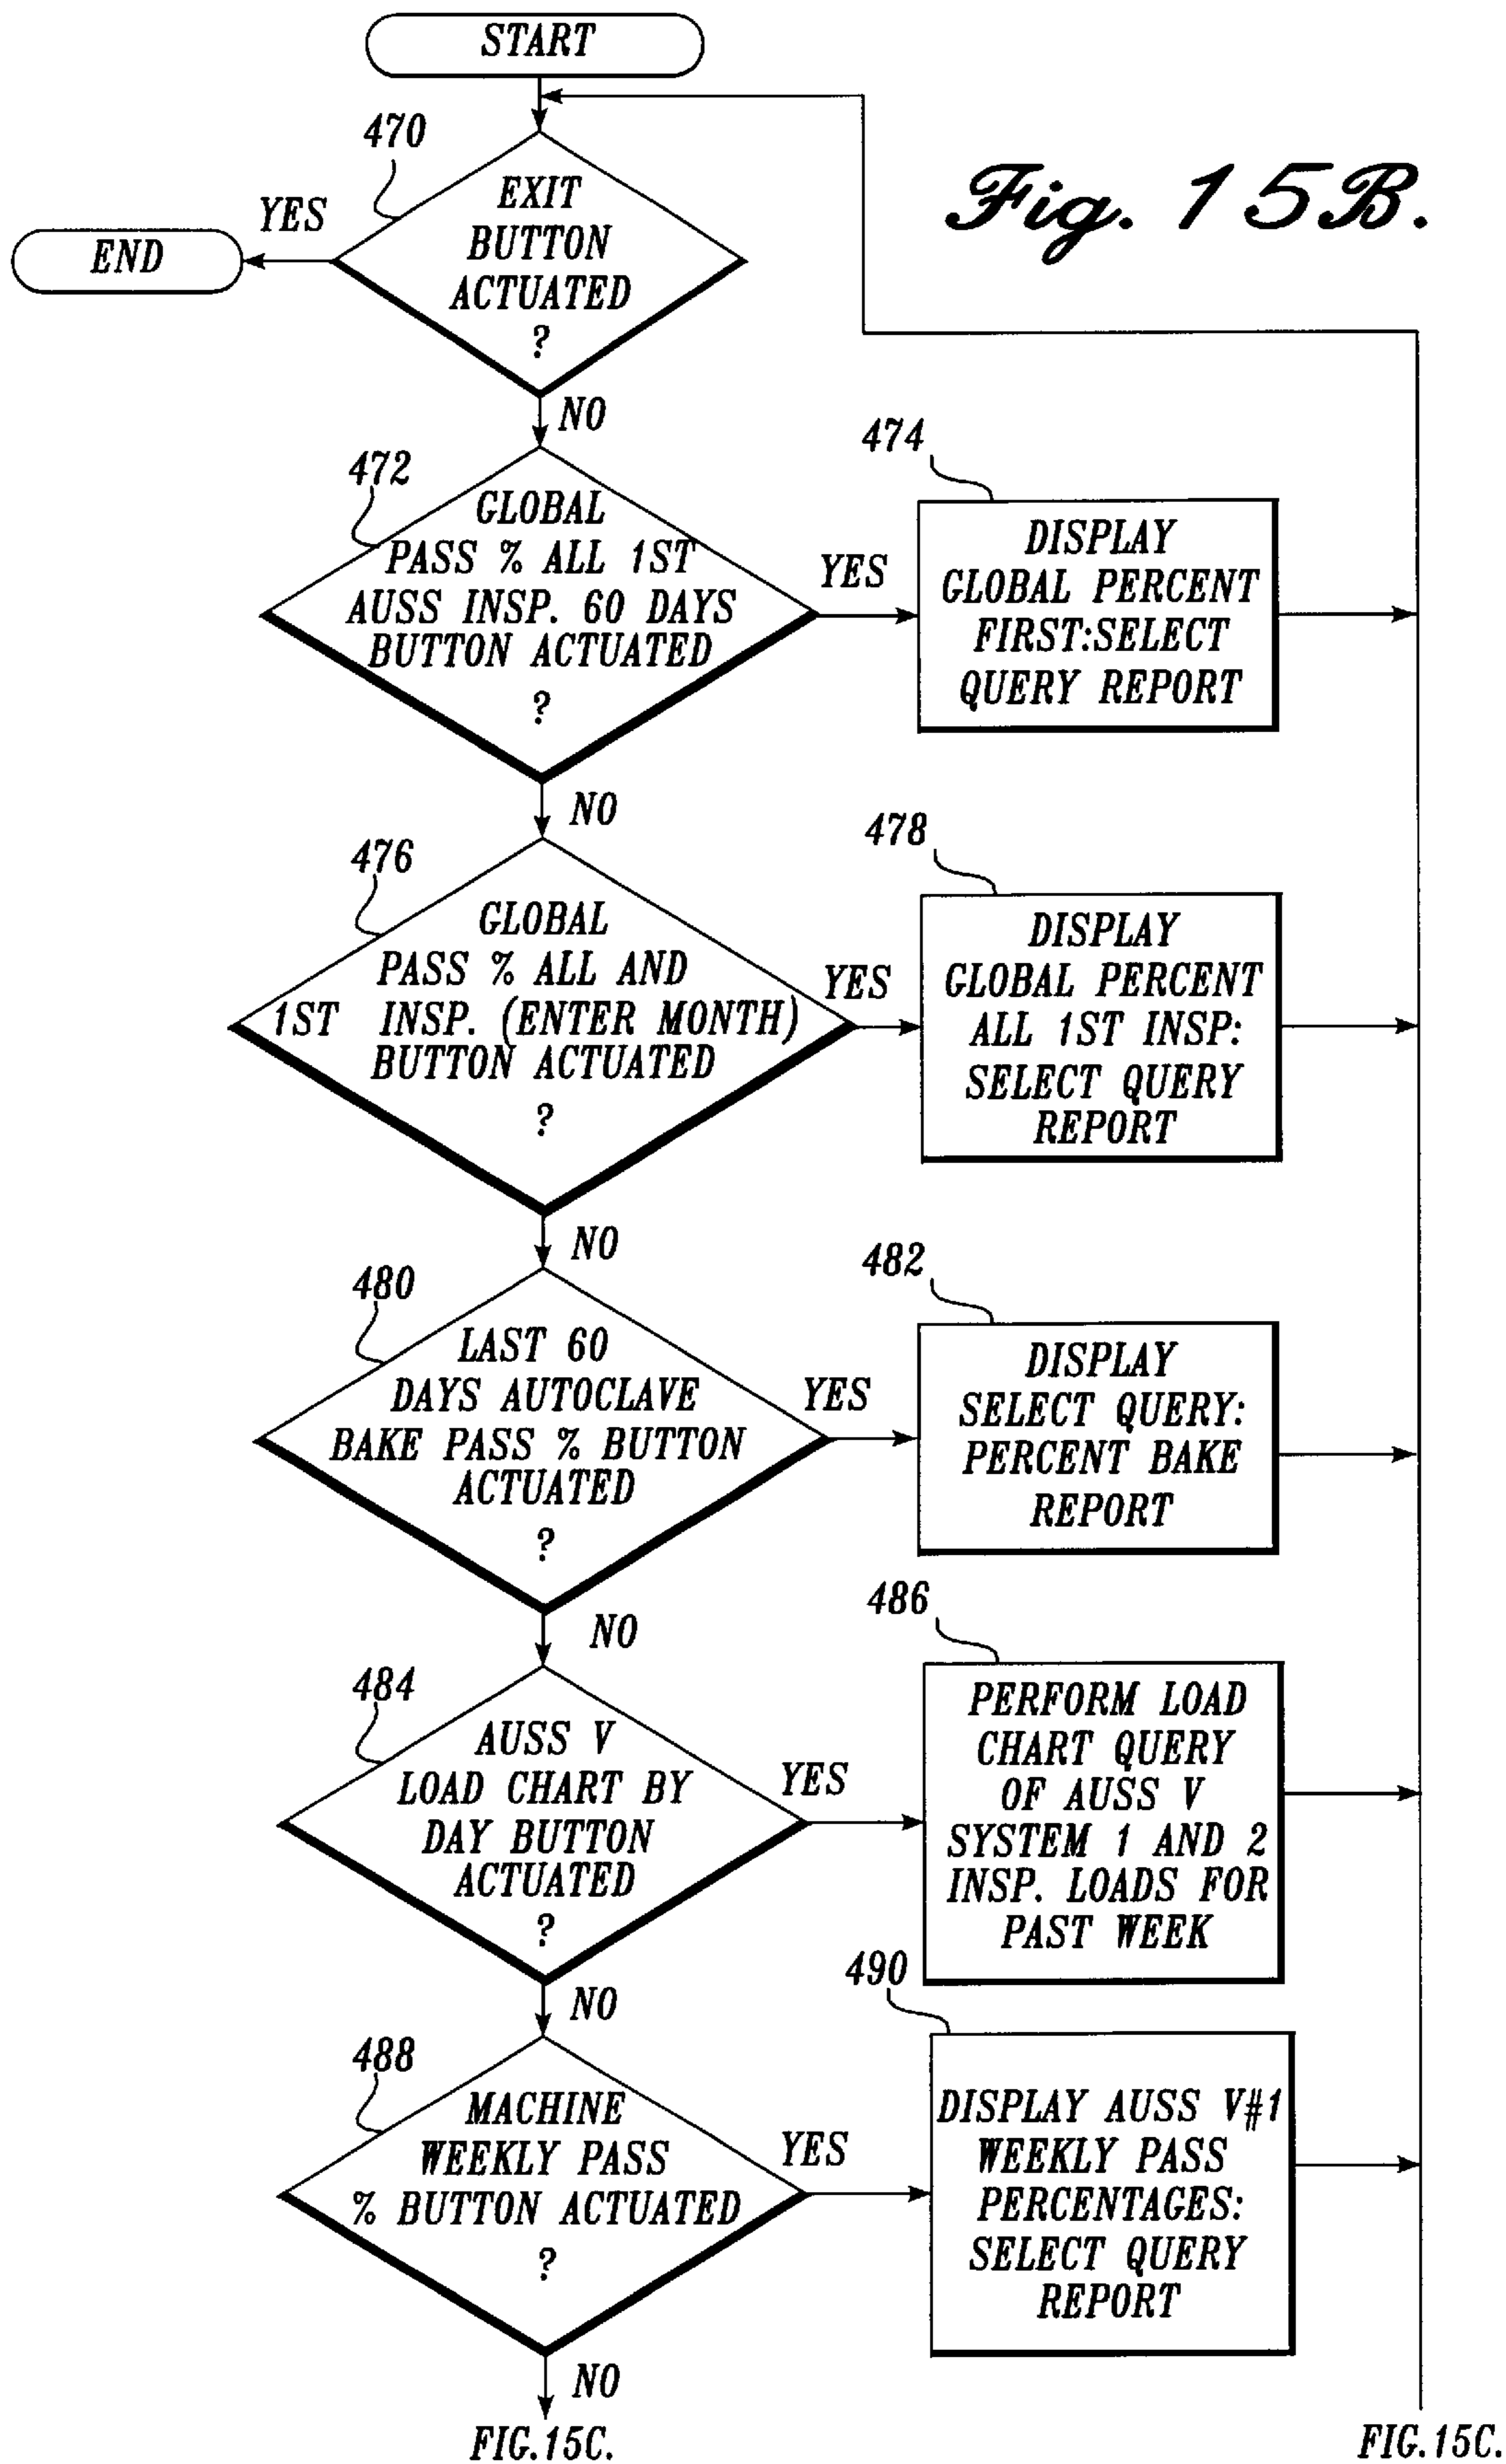 START
470
EXIT
BUTTON
ACTUATED
?
YES
END
Fig. 15B.
NO
472
GLOBAL
PASS % ALL 1ST
AUSS INSP. 60 DAYS
BUTTON ACTUATED
?
YES
474
DISPLAY
GLOBAL PERCENT
FIRST:SELECT
QUERY REPORT
NO
476
GLOBAL
PASS % ALL AND
1ST INSP. (ENTER MONTH)
BUTTON ACTUATED
?
YES
478
DISPLAY
GLOBAL PERCENT
ALL 1ST INSP:
SELECT QUERY
REPORT
NO
480
LAST 60
DAYS AUTOCLAVE
BAKE PASS % BUTTON
ACTUATED
?
YES
482
DISPLAY
SELECT QUERY:
PERCENT BAKE
REPORT
NO
484
AUSS V
LOAD CHART BY
DAY BUTTON
ACTUATED
?
YES
486
PERFORM LOAD
CHART QUERY
OF AUSS V
SYSTEM 1 AND 2
INSP. LOADS FOR
PAST WEEK
NO
488
MACHINE
WEEKLY PASS
% BUTTON ACTUATED
?
YES
490
DISPLAY AUSS V#1
WEEKLY PASS
PERCENTAGES:
SELECT QUERY
REPORT
NO
FIG.15C.
FIG.15C.